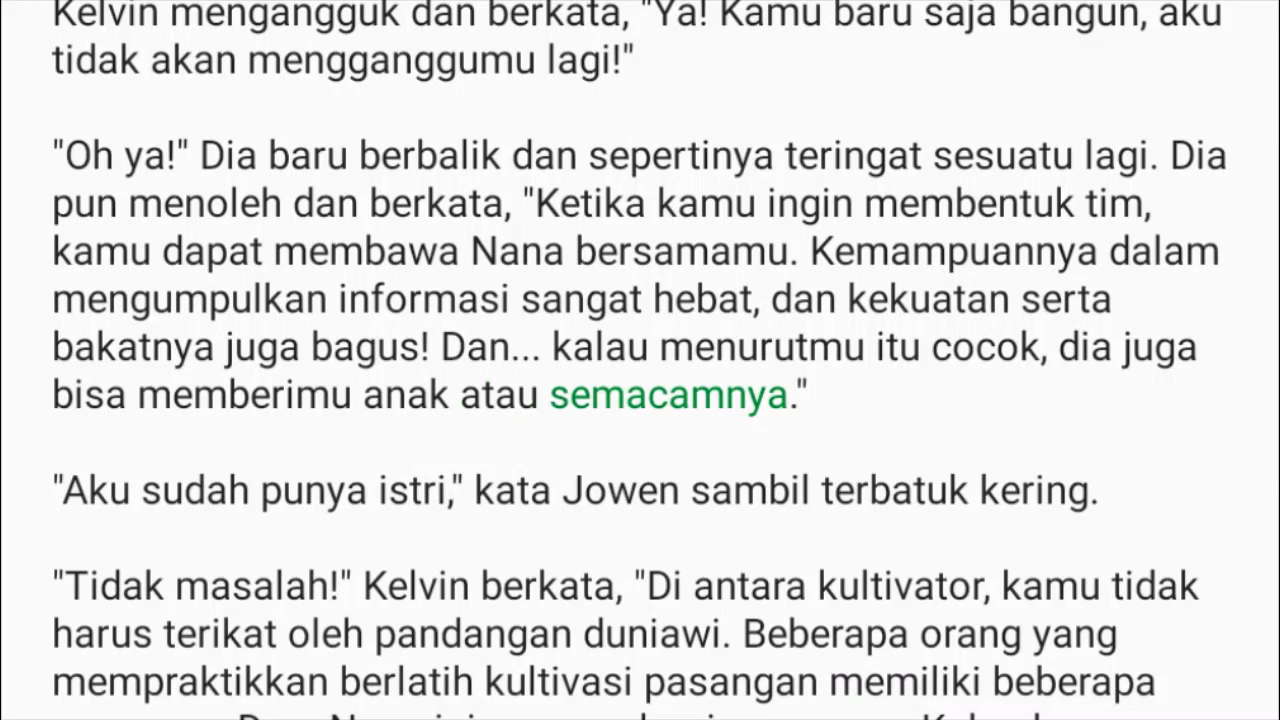 Kelvin mengangguk dan berkata, "Ya! Kamu baru saja bangun, aku
tidak akan mengganggumu lagi!"
"Oh ya!" Dia baru berbalik dan sepertinya teringat sesuatu lagi. Dia
pun menoleh dan berkata, "Ketika kamu ingin membentuk tim,
kamu dapat membawa Nana bersamamu. Kemampuannya dalam
mengumpulkan informasi sangat hebat, dan kekuatan serta
bakatnya juga bagus! Dan... kalau menurutmu itu cocok, dia juga
bisa memberimu anak atau semacamnya."
"Aku sudah punya istri," kata Jowen sambil terbatuk kering.
"Tidak masalah!" Kelvin berkata, "Di antara kultivator, kamu tidak
harus terikat oleh pandangan duniawi. Beberapa orang yang
mempraktikkan berlatih kultivasi pasangan memiliki beberapa